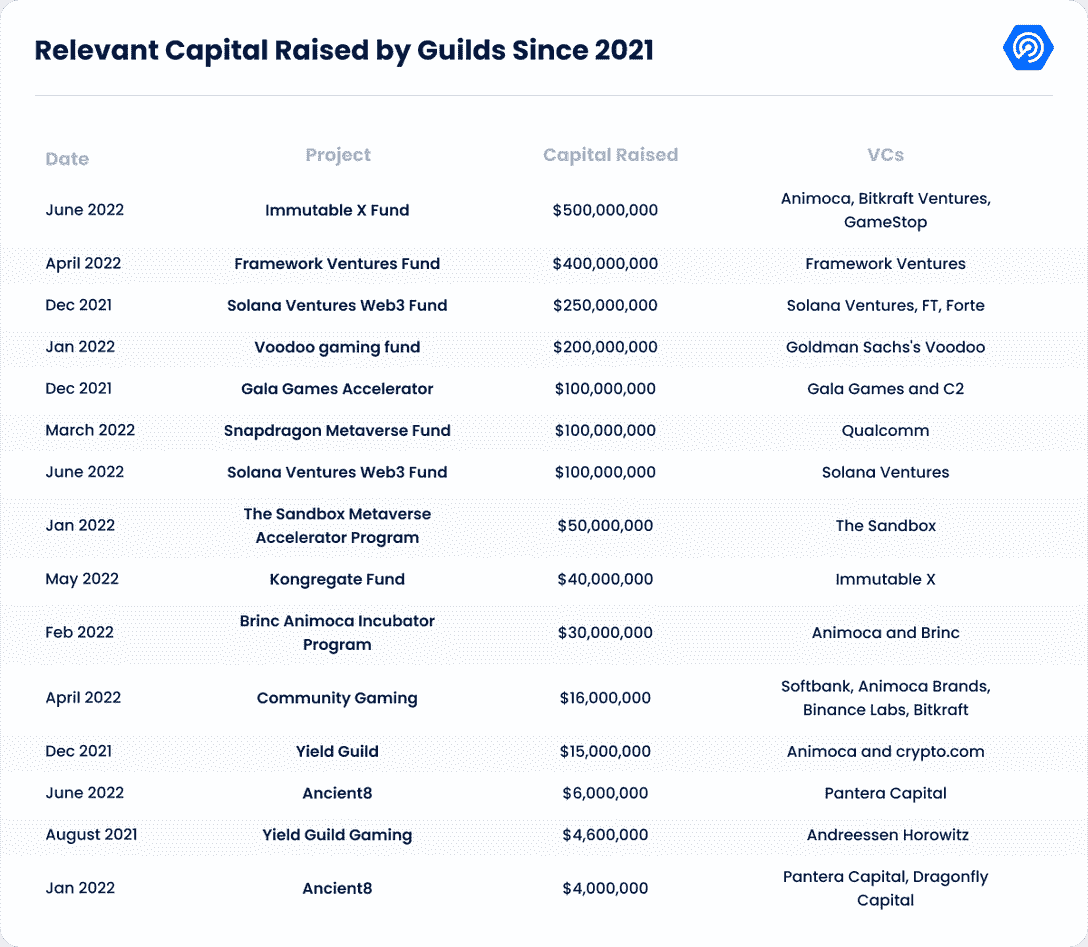 Relevant Capital Raised by Guilds Since 2021
Date Project Capital Raised VCs
June 2022 Immutable X Fund $500,000,000 Animoca, Bitkraft Ventures,
GameStop
April 2022 Framework Ventures Fund $400,000,000 Framework Ventures
Dec 2021 Solana Ventures Web3 Fund $250,000,000 Solana Ventures, FT, Forte
Jan 2022 Voodoo gaming fund $200,000,000 Goldman Sachs's Voodoo
Dec 2021 Gala Games Accelerator $100,000,000 Gala Games and C2
March 2022 Snapdragon Metaverse Fund $100,000,000 Qualcomm
June 2022 Solana Ventures Web3 Fund $100,000,000 Solana Ventures
Jan 2022 The Sandbox Metaverse
Accelerator Program $50,000,000 The Sandbox
May 2022 Kongregate Fund $40,000,000 Immutable X
Feb 2022 Brinc Animoca Incubator
Program $30,000,000 Animoca and Brinc
April 2022 Community Gaming $16,000,000 Softbank, Animoca Brands,
Binance Labs, Bitkraft
Dec 2021 Yield Guild $15,000,000 Animoca and crypto.com
June 2022 Ancient8 $6,000,000 Pantera Capital
August 2021 Yield Guild Gaming $4,600,000 Andreessen Horowitz
Jan 2022 Ancient8 $4,000,000 Pantera Capital, Dragonfly
Capital